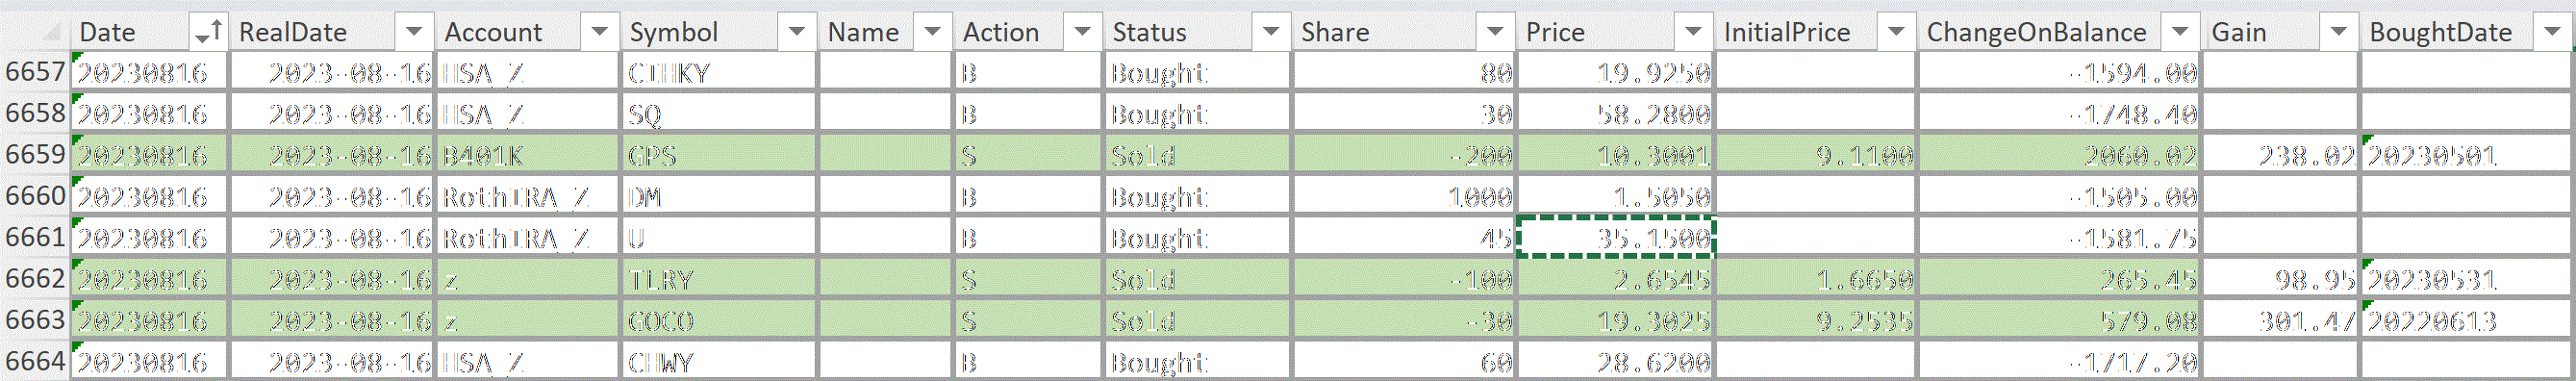 Date RealDate Account Symbol Name Action Status Share Price InitialPrice ChangeOnBalance Gain BoughtDate
6657 20230816 2023-08-16 HSA_Z CIHKY B Bought 80 19.9250 -1594.00
6658 20230816 2023-08-16 HSA_Z SQ B Bought 30 58.2800 -1748.40
6659 20230816 2023-08-16 B401K GPS S Sold -200 10.3001 9.1100 2060.02 238.02 20230501
6660 20230816 2023-08-16 RothIRA_Z DM B Bought 1000 1.5050 -1505.00
6661 20230816 2023-08-16 RothIRA_Z U B Bought 45 35.1500 -1581.75
6662 20230816 2023-08-16 z TLRY S Sold -100 2.6545 1.6650 265.45 98.95 20230531
6663 20230816 2023-08-16 z GOCO S Sold -30 19.3025 9.2535 579.08 301.47 20220613
6664 20230816 2023-08-16 HSA_Z CHWY B Bought 60 28.6200 -1717.20